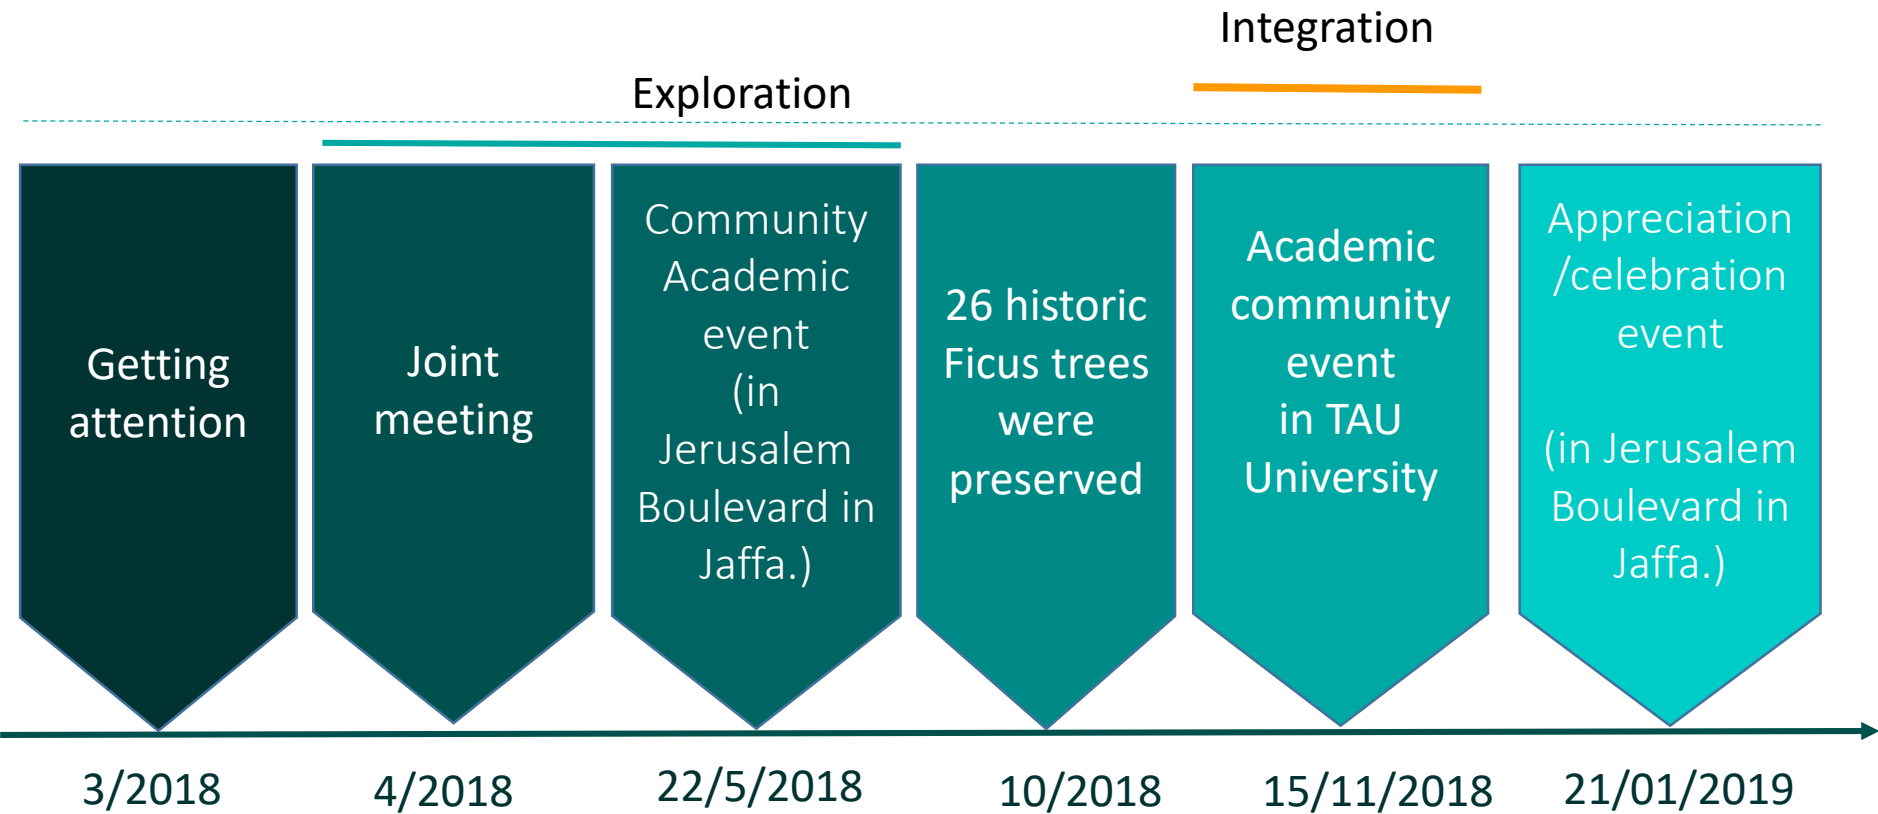 Integration
Exploration
Getting
attention
Joint
meeting
Community
Academic
event
(in
Jerusalem
Boulevard in
Jaffa.)
26 historic
Ficus trees
were
preserved
Academic
community
event
in TAU
University
Appreciation
/celebration
event
(in Jerusalem
Boulevard in
Jaffa.)
3/2018
4/2018
22/5/2018
10/2018
15/11/2018
21/01/2019